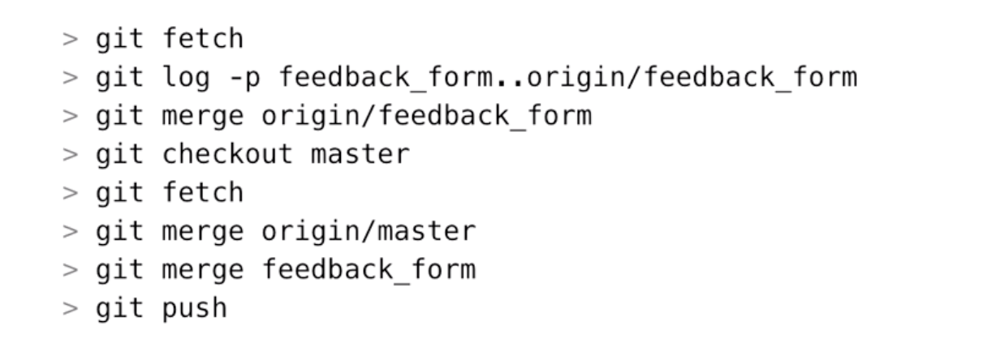 > git fetch
> git log -p feedback_form..origin/feedback_form
> git merge origin/feedback_form
> git checkout master
> git fetch
> git merge origin/master
> git merge feedback_form
> git push